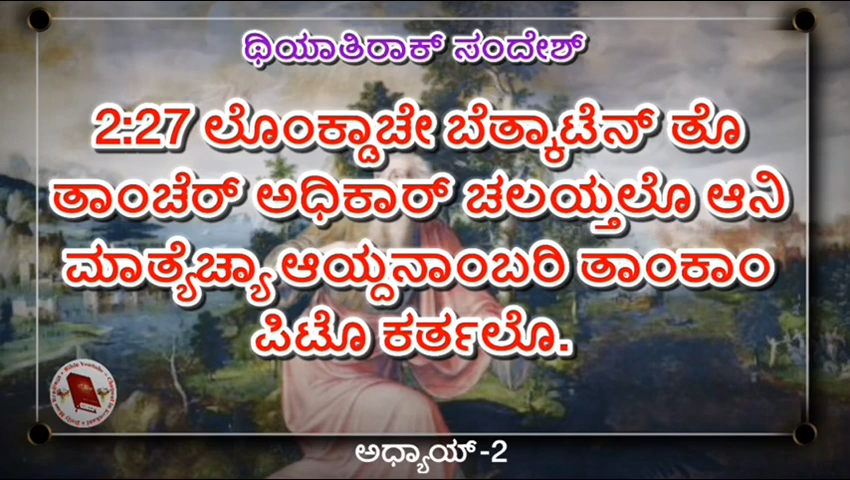 ಥಿಯಾತಿರಾಕ್ ಸಂದೇಶ್
2:27 ಲೊಂಕ್ಡಾಚೇ ಬೆತ್ಕಾಟೆನ್ ತೊ
ತಾಂಚೆರ್ ಅಧಿಕಾರ್ ಚಲಯ್ತಲೊ ಆನಿ
ಮಾತ್ಯೆಚ್ಯಾ ಆಯ್ದನಾಂಬರಿ ತಾಂಕಾಂ
ಪಿಟೊ ಕರ್ತಲೊ.
ಅಧ್ಯಾಯ್-2